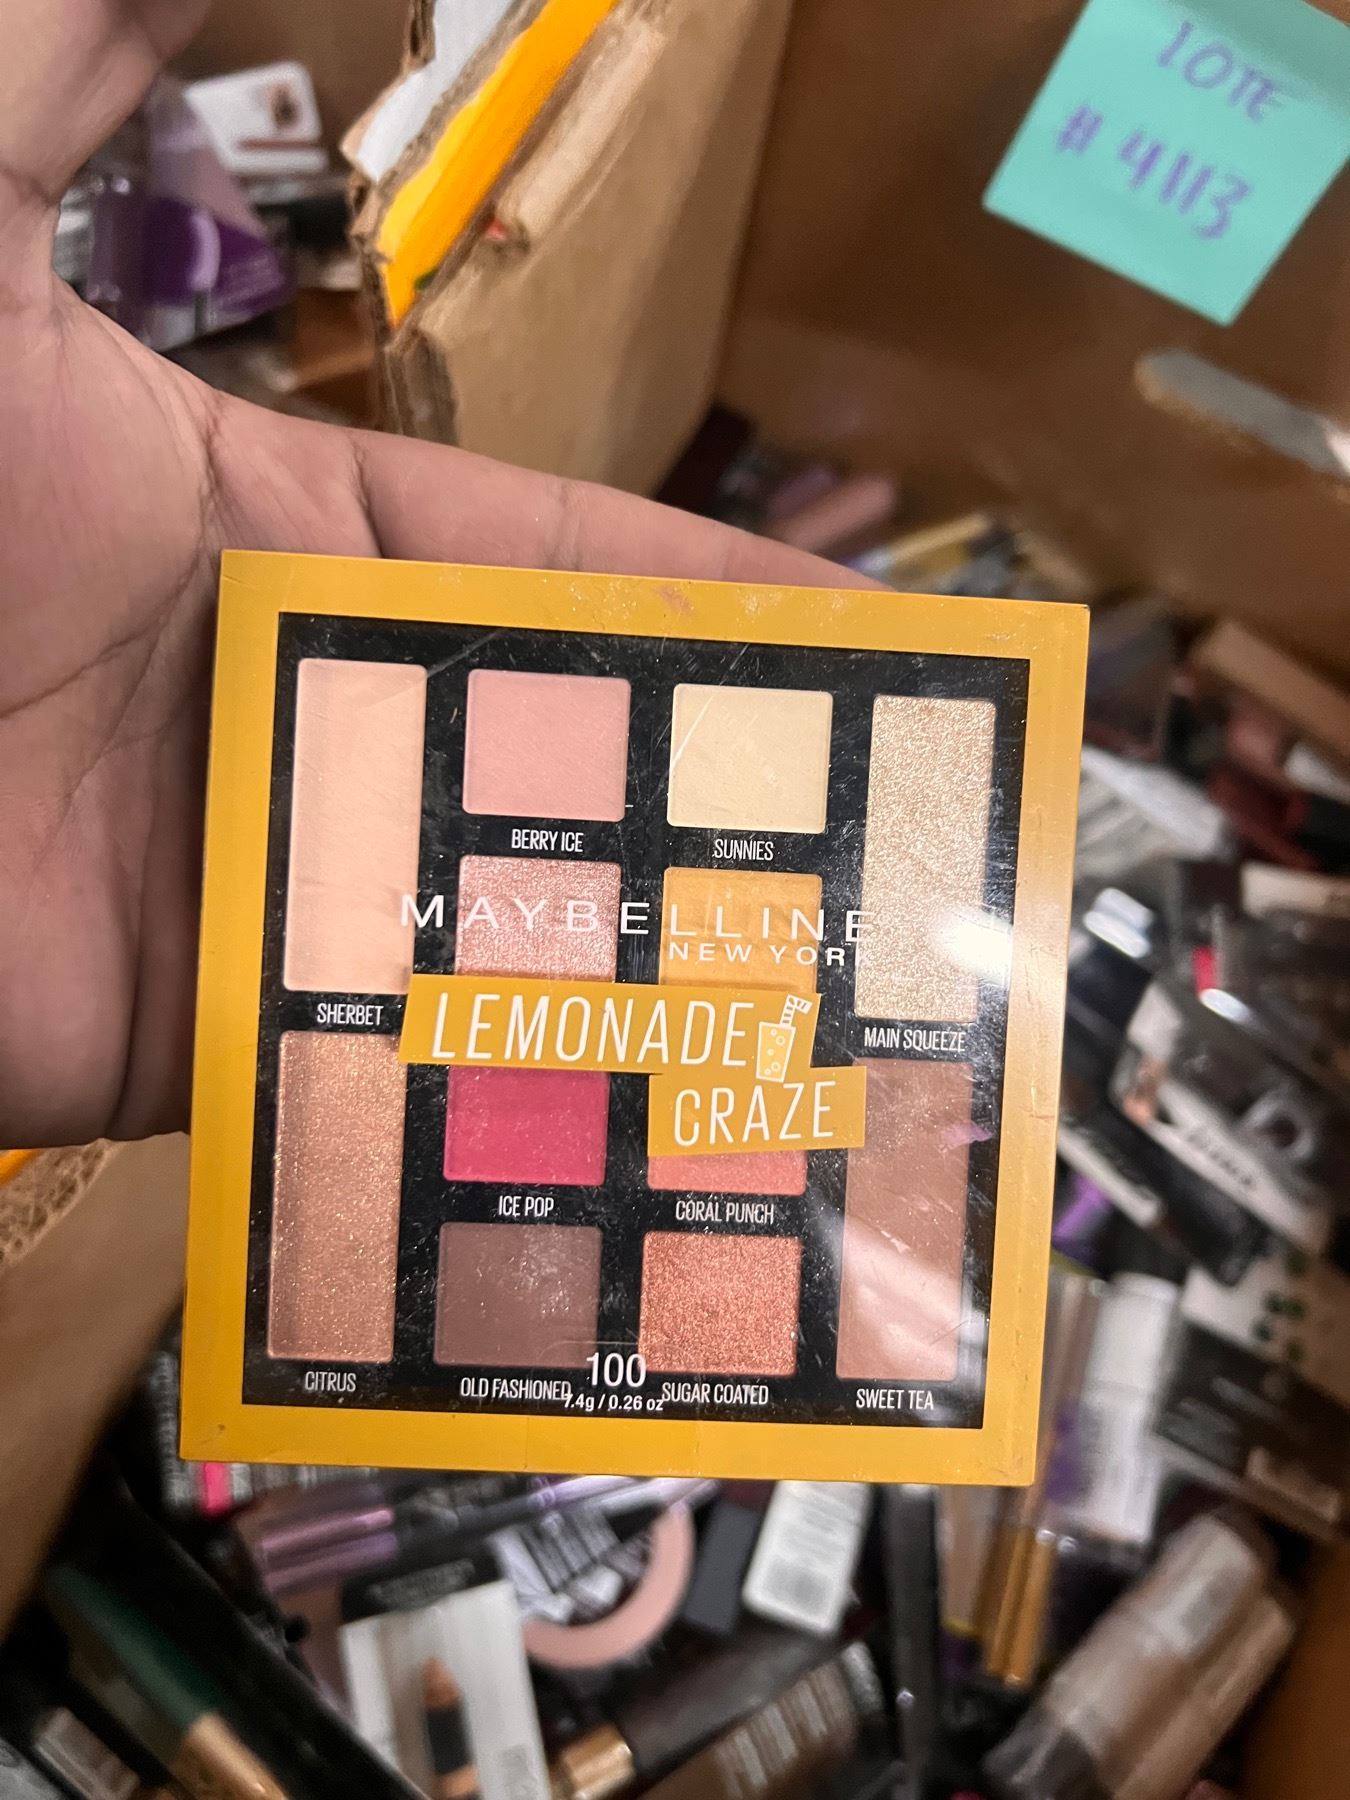 LOTE
# 4113
BERRY ICE
SUNNIES
MAYBELLINE
NEW YORK
SHERBET
LEMONADE
MAIN SQUEEZE
CRAZE
ICE POP
CORAL PUNCH
100
CITRUS
OLD FASHIONED
7.4g / 0.26 oz
SUGAR COATED
SWEET TEA